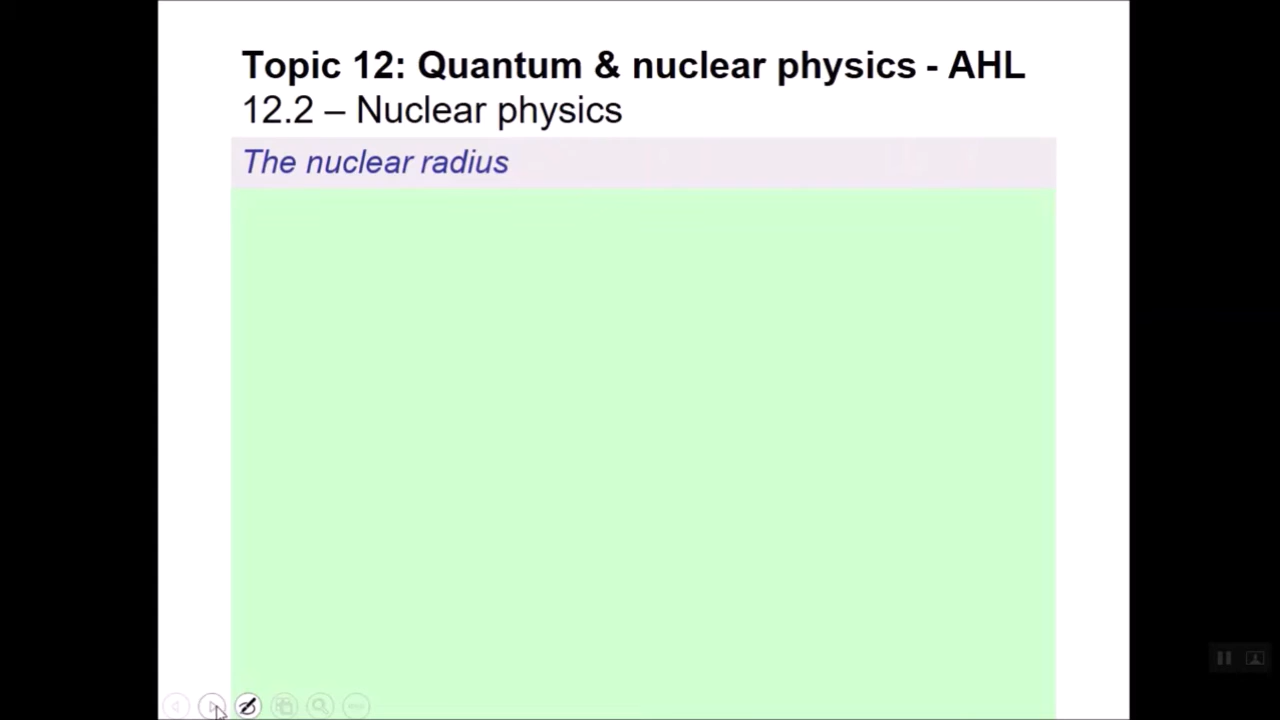 Topic 12: Quantum & nuclear physics - AHL
12.2 – Nuclear physics
The nuclear radius